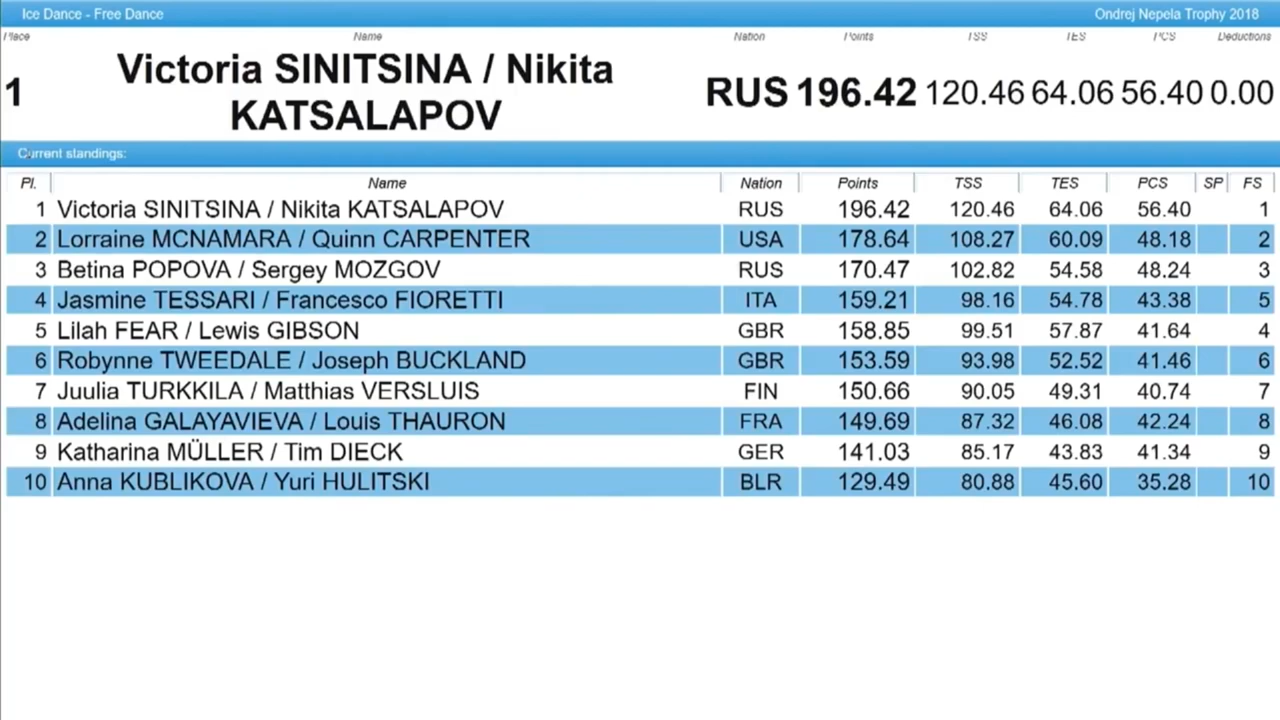 Ice Dance - Free Dance Ondrej Nepela Trophy 2018
Place Name Nation Points TSS TES PCS Deductions
1 Victoria SINITSINA / Nikita KATSALAPOV RUS 196.42 120.46 64.06 56.40 0.00
Current standings:
Pl. Name Nation Points TSS TES PCS SP FS
1 Victoria SINITSINA / Nikita KATSALAPOV RUS 196.42 120.46 64.06 56.40 1
2 Lorraine MCNAMARA / Quinn CARPENTER USA 178.64 108.27 60.09 48.18 2
3 Betina POPOVA / Sergey MOZGOV RUS 170.47 102.82 54.58 48.24 3
4 Jasmine TESSARI / Francesco FIORETTI ITA 159.21 98.16 54.78 43.38 5
5 Lilah FEAR / Lewis GIBSON GBR 158.85 99.51 57.87 41.64 4
6 Robynne TWEEDALE / Joseph BUCKLAND GBR 153.59 93.98 52.52 41.46 6
7 Juulia TURKKILA / Matthias VERSLUIS FIN 150.66 90.05 49.31 40.74 7
8 Adelina GALAYAVIEVA / Louis THAURON FRA 149.69 87.32 46.08 42.24 8
9 Katharina MÜLLER / Tim DIECK GER 141.03 85.17 43.83 41.34 9
10 Anna KUBLIKOVA / Yuri HULITSKI BLR 129.49 80.88 45.60 35.28 10